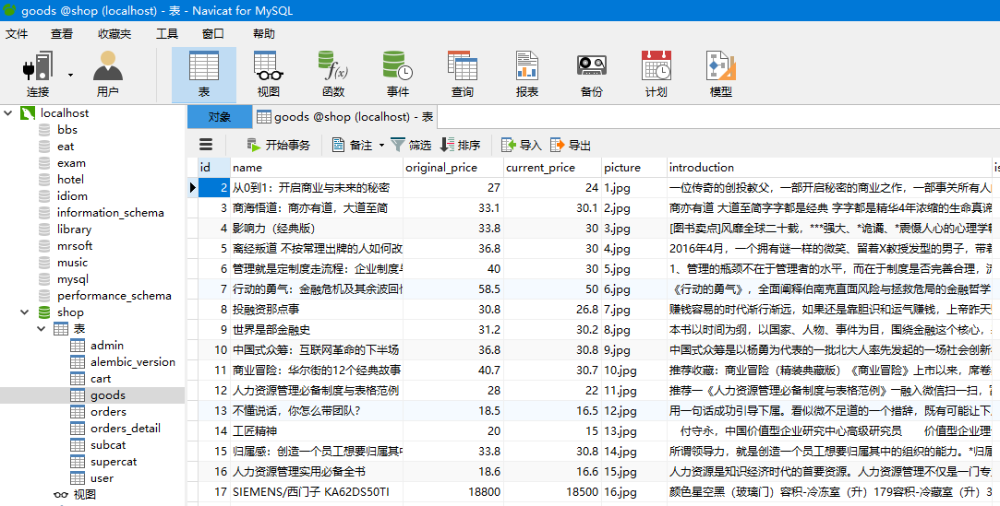 goods @shop (localhost) - 表 - Navicat for MySQL
文件 查看 收藏夹 工具 窗口 帮助
连接 用户 表 视图 函数 事件 查询 报表 备份 计划 模型
f(x)
localhost
bbs
eat
exam
hotel
idiom
information_schema
library
mrsoft
music
mysql
performance_schema
shop
表
admin
alembic_version
cart
goods
orders
orders_detail
subcat
supercat
user
视图
对象 goods @shop (localhost) - 表
开始事务 备注 筛选 排序 导入 导出
id name original_price current_price picture introduction is
2 从0到1：开启商业与未来的秘密 27 24 1.jpg 一位传奇的创投教父，一部开启秘密的商业之作，一部事关所有人
3 商海悟道：商亦有道，大道至简 33.1 30.1 2.jpg 商亦有道 大道至简字字都是经典 字字都是精华4年浓缩的生命真谛
4 影响力（经典版） 33.8 30 3.jpg [图书卖点]风靡全球二十载，***强大、*诡谲、*震慑人心的心理学
5 离经叛道 不按常理出牌的人如何改 36.8 30 4.jpg 2016年4月，一个拥有谜一样的微笑、留着X教授发型的男子，带着
6 管理就是定制度走流程：企业制度与 40 30 5.jpg 1、管理的瓶颈不在于管理者的水平，而在于制度是否完善合理，流
7 行动的勇气：金融危机及其余波回忆 58.5 50 6.jpg 《行动的勇气》，全面阐释伯南克直面风险与拯救危局的金融哲学
8 投融资那点事 30.8 26.8 7.jpg 赚钱容易的时代渐行渐远，如果还是靠胆识和运气赚钱，上帝昨天
9 世界是部金融史 31.2 30.2 8.jpg 本书以时间为纲，以国家、人物、事件为目，围绕金融这个核心，
10 中国式众筹：互联网革命的下半场 36.8 30.8 9.jpg 中国式众筹是以杨勇为代表的一批北大人率先发起的一场社会创新
11 商业冒险：华尔街的12个经典故事 40.7 30.7 10.jpg 推荐收藏：商业冒险（精装典藏版）《商业冒险》上市以来，席卷
12 人力资源管理必备制度与表格范例 28 22 11.jpg 推荐一《人力资源管理必备制度与表格范例》一融入微信扫一扫，
13 不懂说话，你怎么带团队？ 18.5 16.5 12.jpg 用一句话成功引导下属。看似微不足道的一个措辞，既有可能让下
14 工匠精神 20 15 13.jpg 付守永，中国价值型企业研究中心高级研究员 价值型企业理
15 归属感：创造一个员工想要归属其中 33.8 30.8 14.jpg 所谓领导力，就是创造一个员工想要归属其中的组织的能力。*归属
16 人力资源管理实用必备全书 18.6 16.6 15.jpg 人力资源是知识经济时代的首要资源。人力资源管理不仅是一门专
17 SIEMENS/西门子 KA62DS50TI 18800 18500 16.jpg 颜色星空黑（玻璃门）容积-冷冻室（升）179容积-冷藏室（升）3